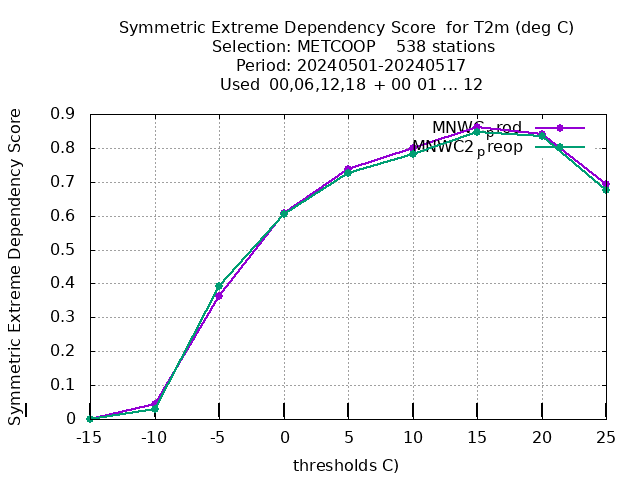 Symmetric Extreme Dependency Score for T2m (deg C)
Selection: METCOOP 538 stations
Period: 20240501-20240517
Used 00,06,12,18 + 00 01 ... 12
Symmetric Extreme Dependency Score
0.9
0.8
0.7
0.6
0.5
0.4
0.3
0.2
0.1
0
MNWC_prod
MNWC2_preop
-15 -10 -5 0 5 10 15 20 25
thresholds C)